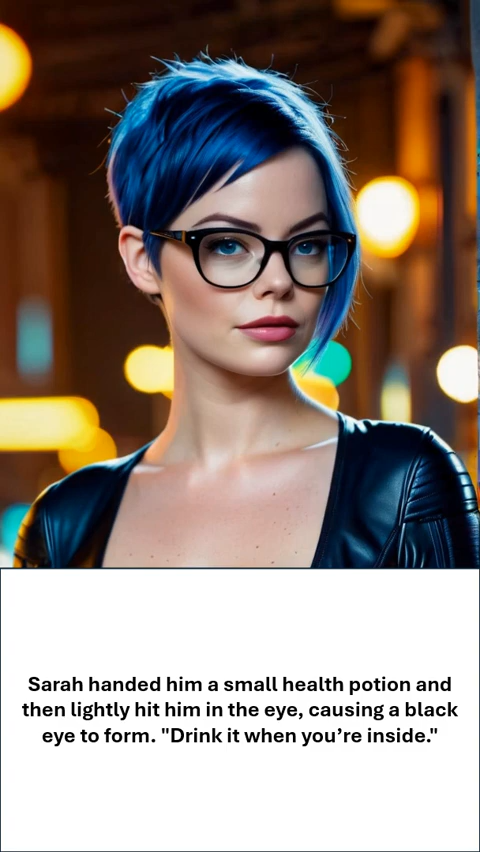 Sarah handed him a small health potion and
then lightly hit him in the eye, causing a black
eye to form. "Drink it when you’re inside."